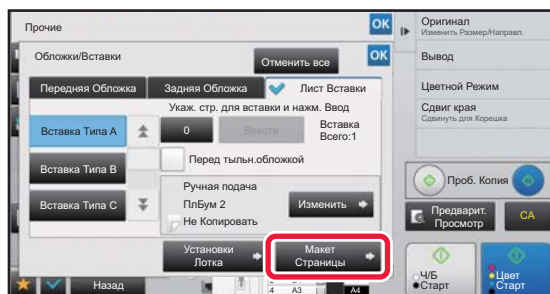 Прочие
OK
Обложки/Вставки
Отменить все
OK
Передняя Обложка
Задняя Обложка
Лист Вставки
Укаж. стр. для вставки и нажм. Ввод
Вставка Типа A
0
Ввести
Вставка
Всего:1
Вставка Типа B
Перед тыльн.обложкой
Вставка Типа C
Ручная подача
ПлБум 2
Не Копировать
Изменить
Установки
Лотка
Макет
Страницы
Назад
4
A3
A4
Оригинал
Изменить Размер/Направл.
Вывод
Цветной Режим
Сдвиг края
Сдвинуть для Корешка
Проб. Копия
Предварит.
Просмотр
CA
Ч/Б
Старт
Цвет
Старт